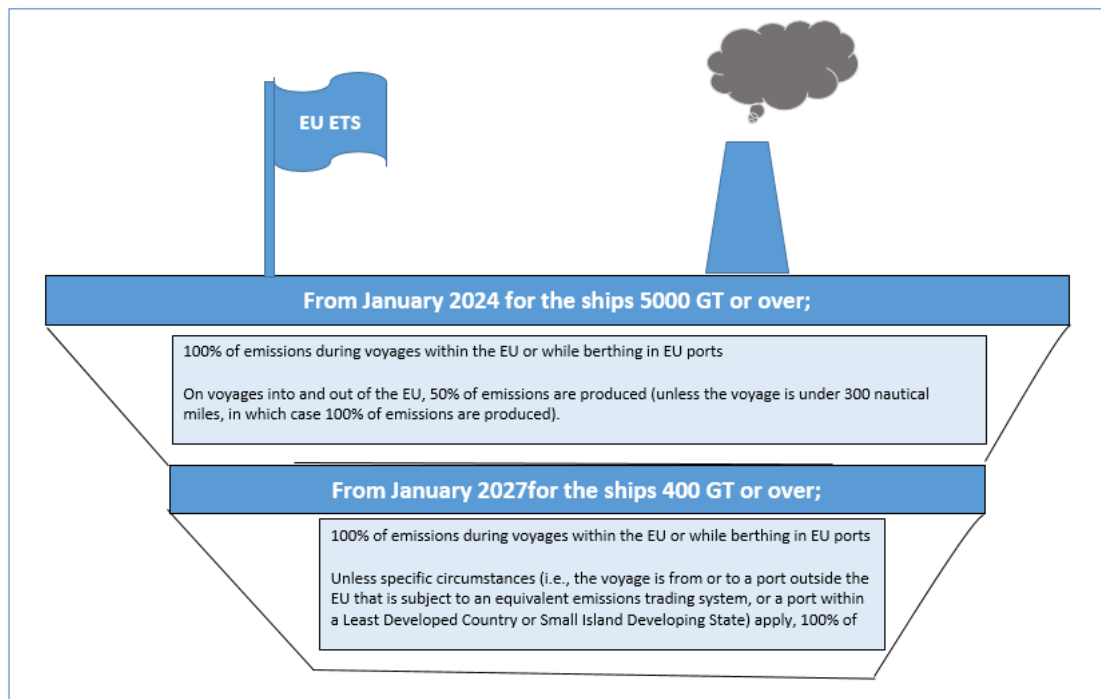 EU ETS
From January 2024 for the ships 5000 GT or over;
100% of emissions during voyages within the EU or while berthing in EU ports
On voyages into and out of the EU, 50% of emissions are produced (unless the voyage is under 300 nautical
miles, in which case 100% of emissions are produced).
From January 2027for the ships 400 GT or over;
100% of emissions during voyages within the EU or while berthing in EU ports
Unless specific circumstances (i.e., the voyage is from or to a port outside the
EU that is subject to an equivalent emissions trading system, or a port within
a Least Developed Country or Small Island Developing State) apply, 100% of